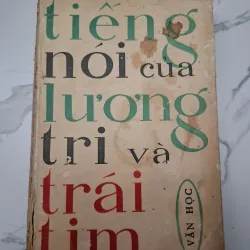 tiếng
nói của
lương
tri và
trái
tim
VĂN HỌC